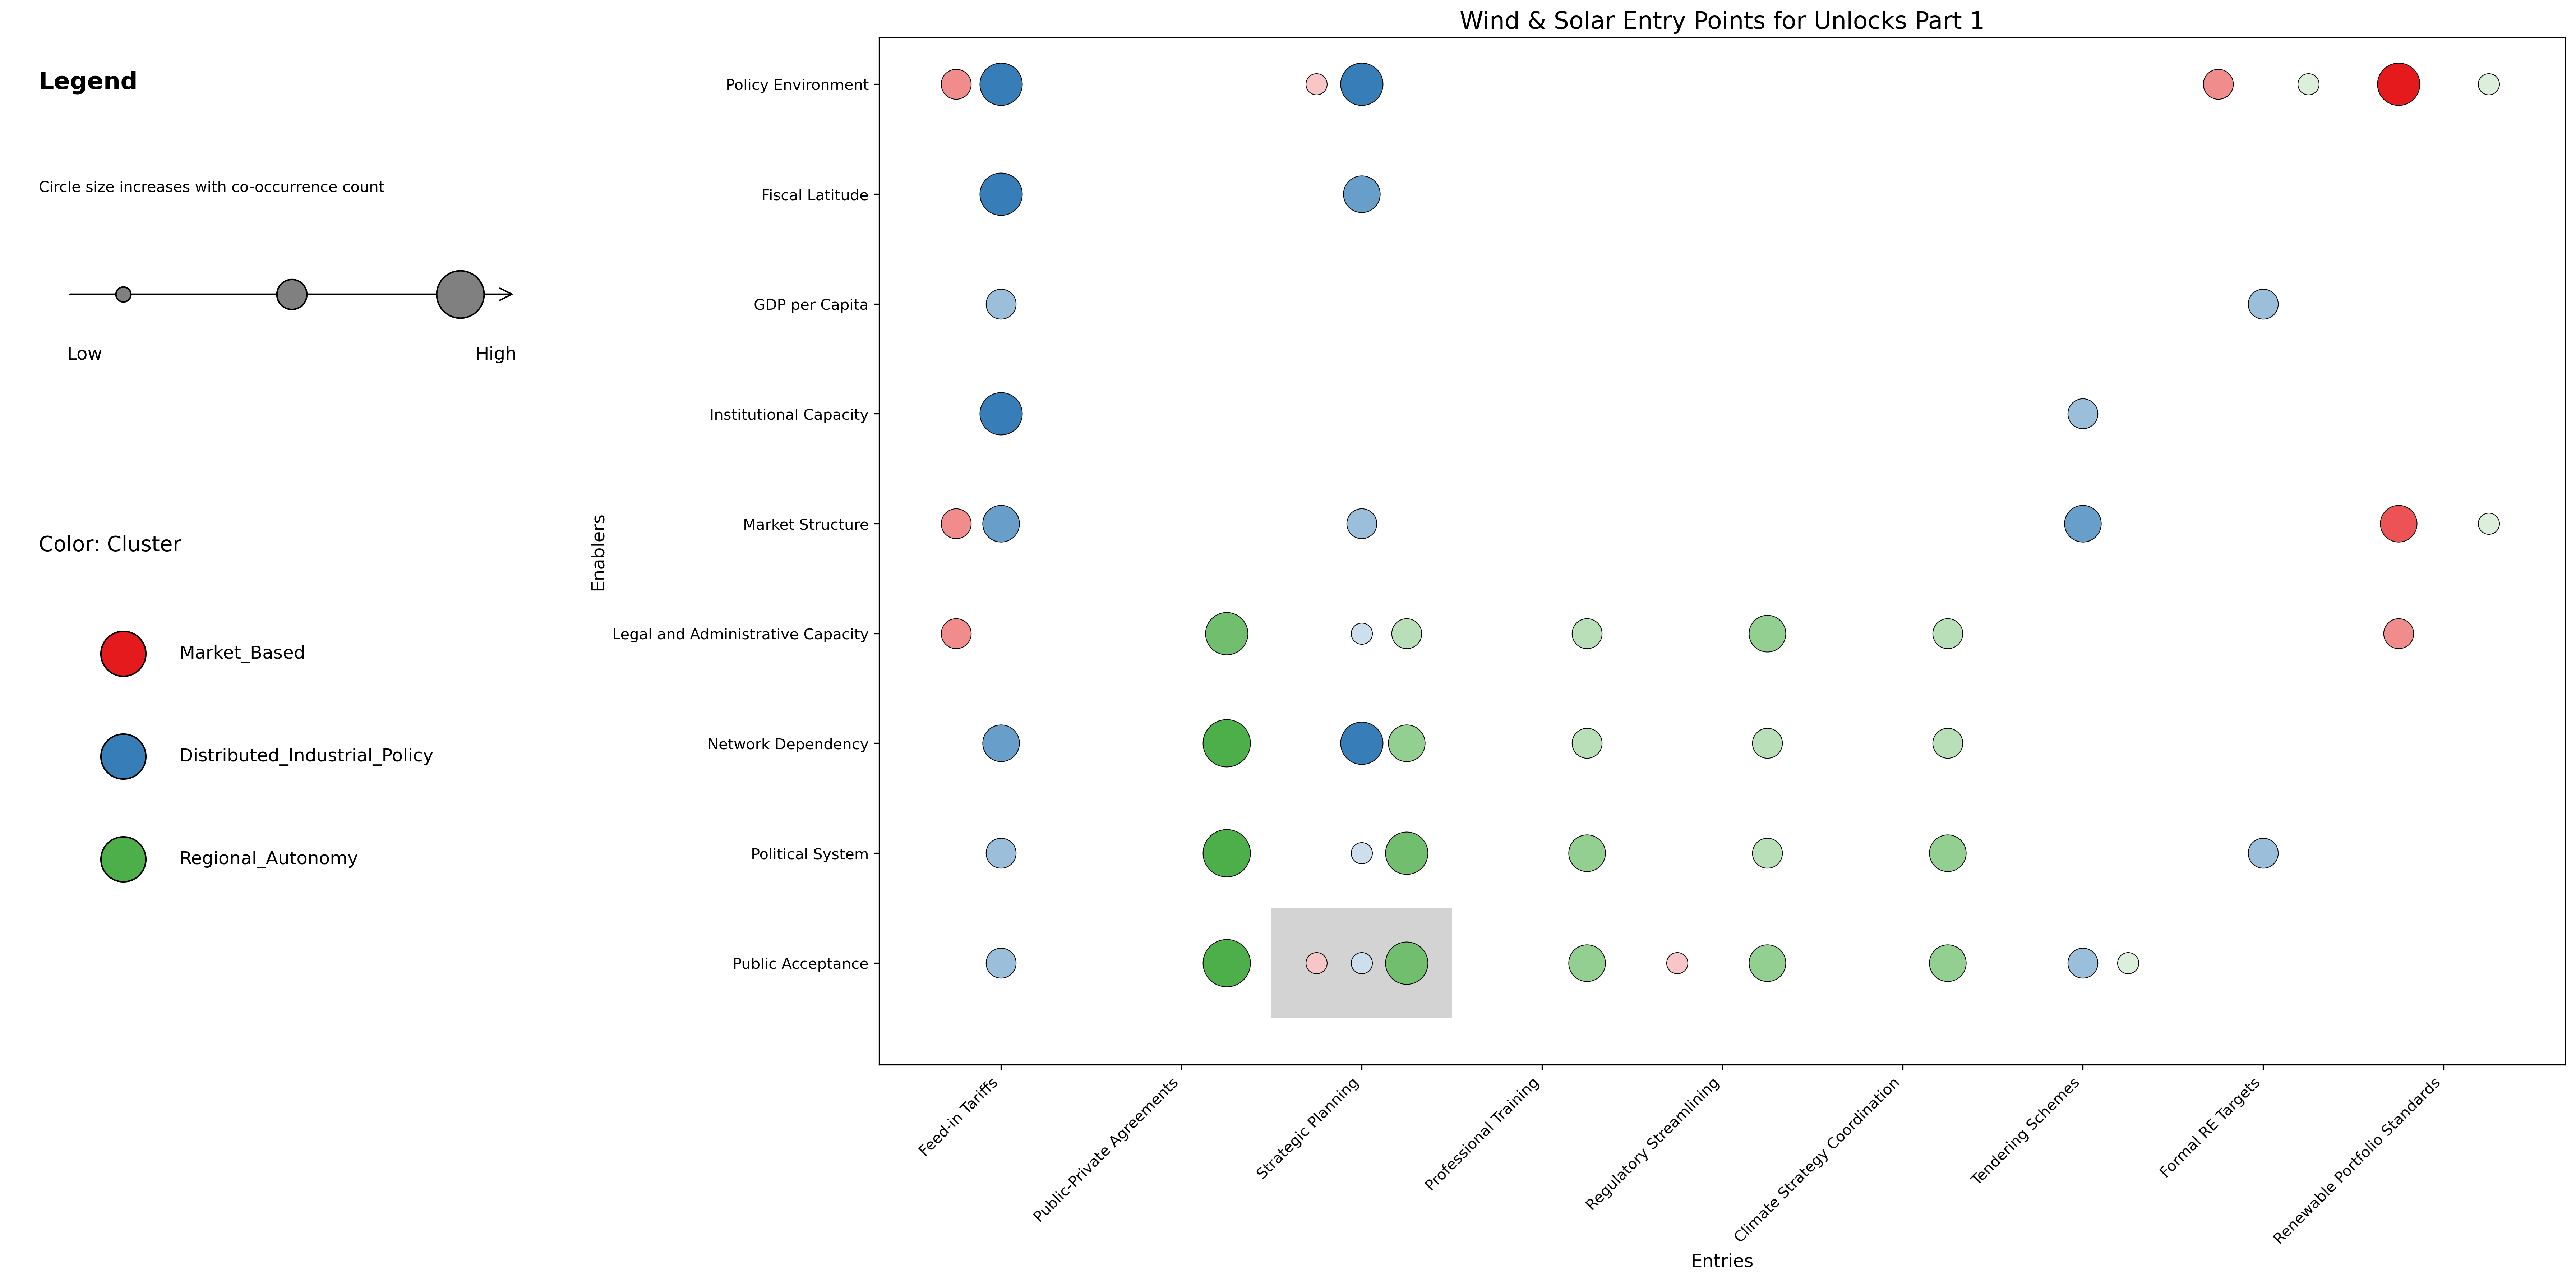 Wind & Solar Entry Points for Unlocks Part 1
Legend
Circle size increases with co-occurrence count
Low
High
Color: Cluster
Market_Based
Distributed_Industrial_Policy
Regional_Autonomy
Enablers
Policy Environment
Fiscal Latitude
GDP per Capita
Institutional Capacity
Market Structure
Legal and Administrative Capacity
Network Dependency
Political System
Public Acceptance
Feed-in Tariffs
Public-Private Agreements
Strategic Planning
Professional Training
Regulatory Streamlining
Climate Strategy Coordination
Tendering Schemes
Formal RE Targets
Renewable Portfolio Standards
Entries